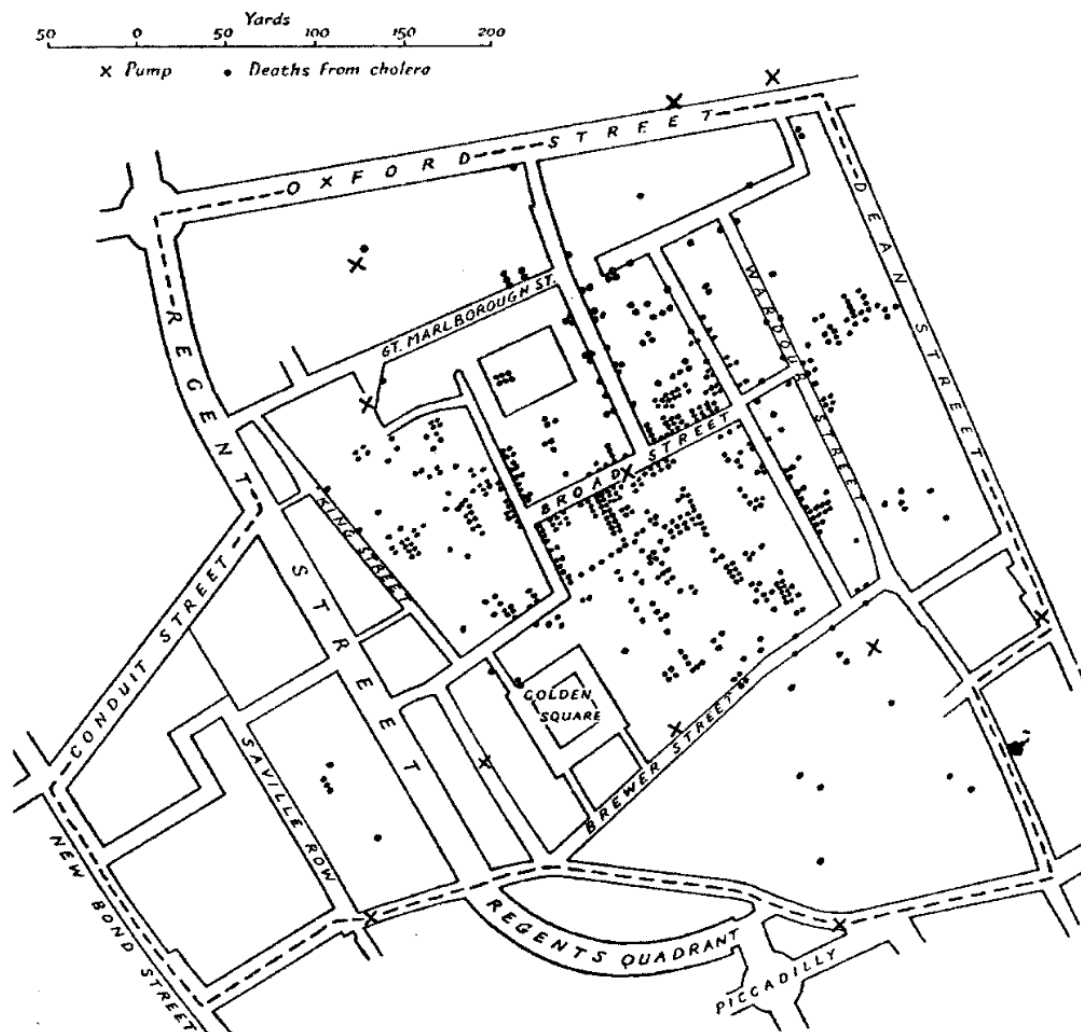 Yards
50 0 50 100 150 200
× Pump • Deaths from cholera
OXFORD STREET
DEAN STREET
WARDOUR STREET
REGENT STREET
GT. MARLBOROUGH ST.
BROAD STREET
KING STREET
CONDUIT STREET
GOLDEN
SQUARE
BREWER STREET
SAVILLE ROW
NEW BOND STREET
REGENTS QUADRANT
PICCADILLY